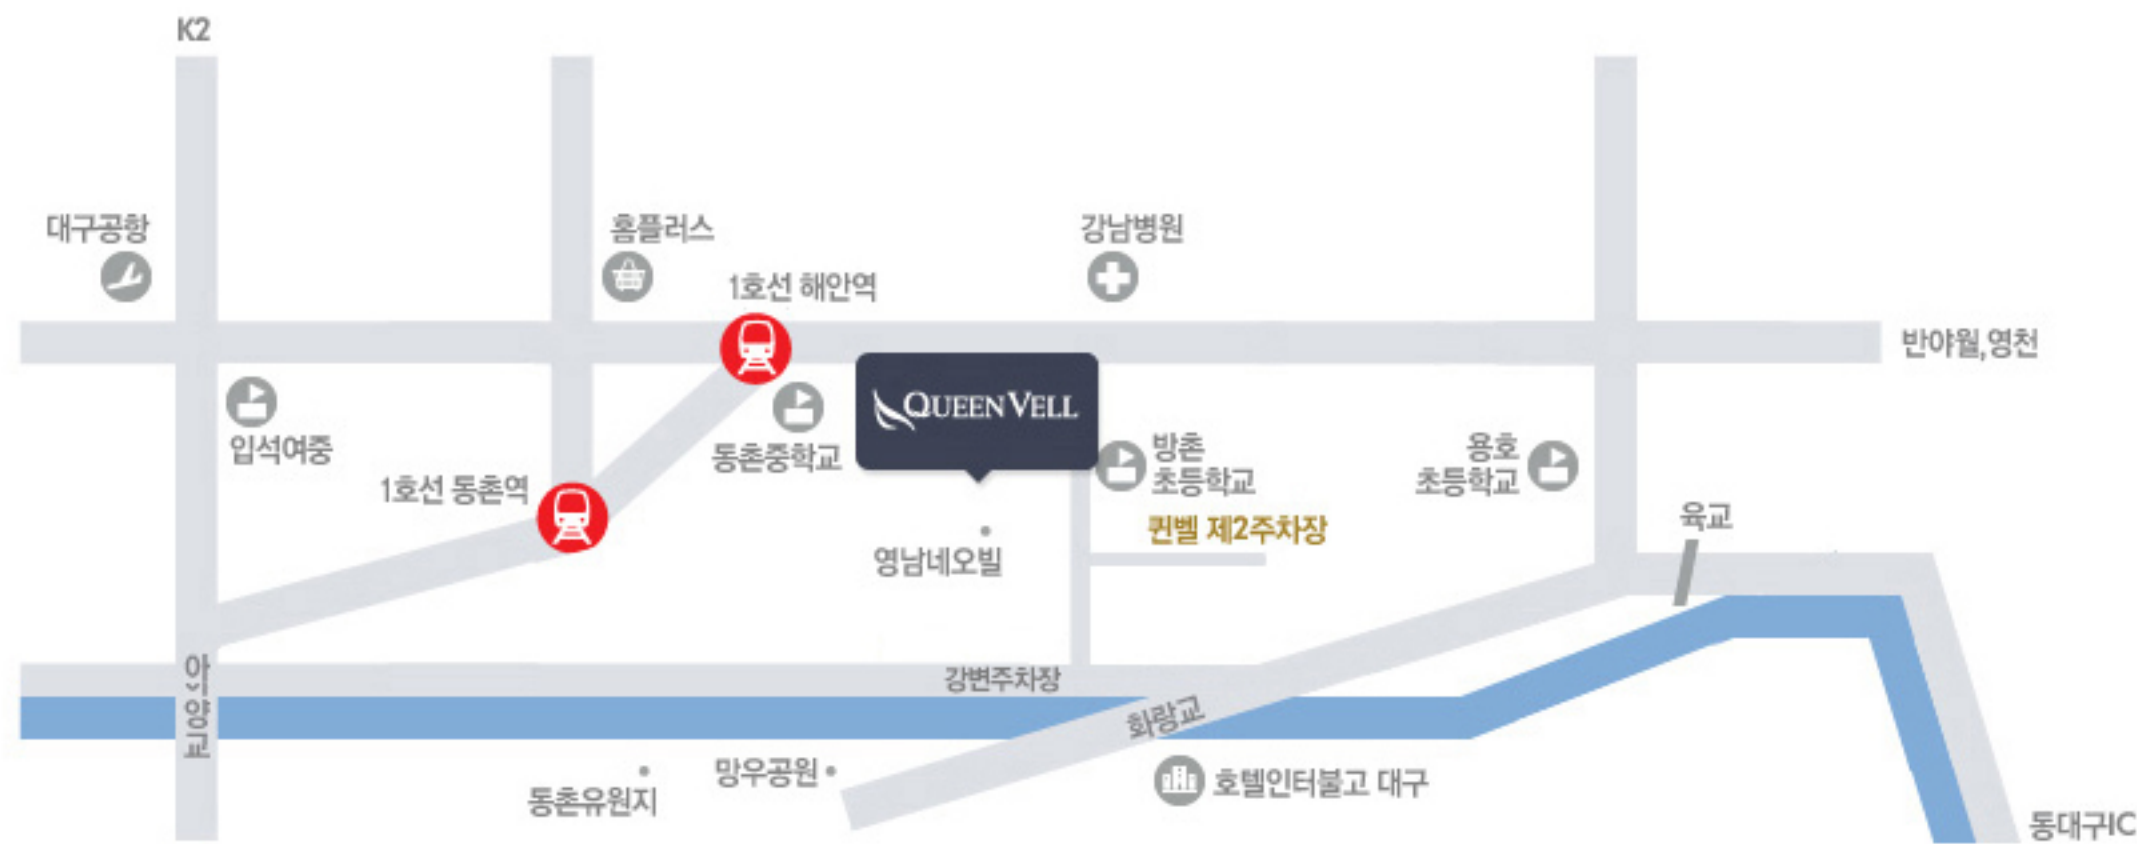 K2
대구공항
홈플러스
강남병원
1호선 해안역
반야월,영천
QUEENVELL
입석여중
동촌중학교
방촌
초등학교
용호
초등학교
1호선 동촌역
퀸벨 제2주차장
육교
영남네오빌
아양교
강변주차장
화랑교
망우공원
동촌유원지
호텔인터불고 대구
동대구IC